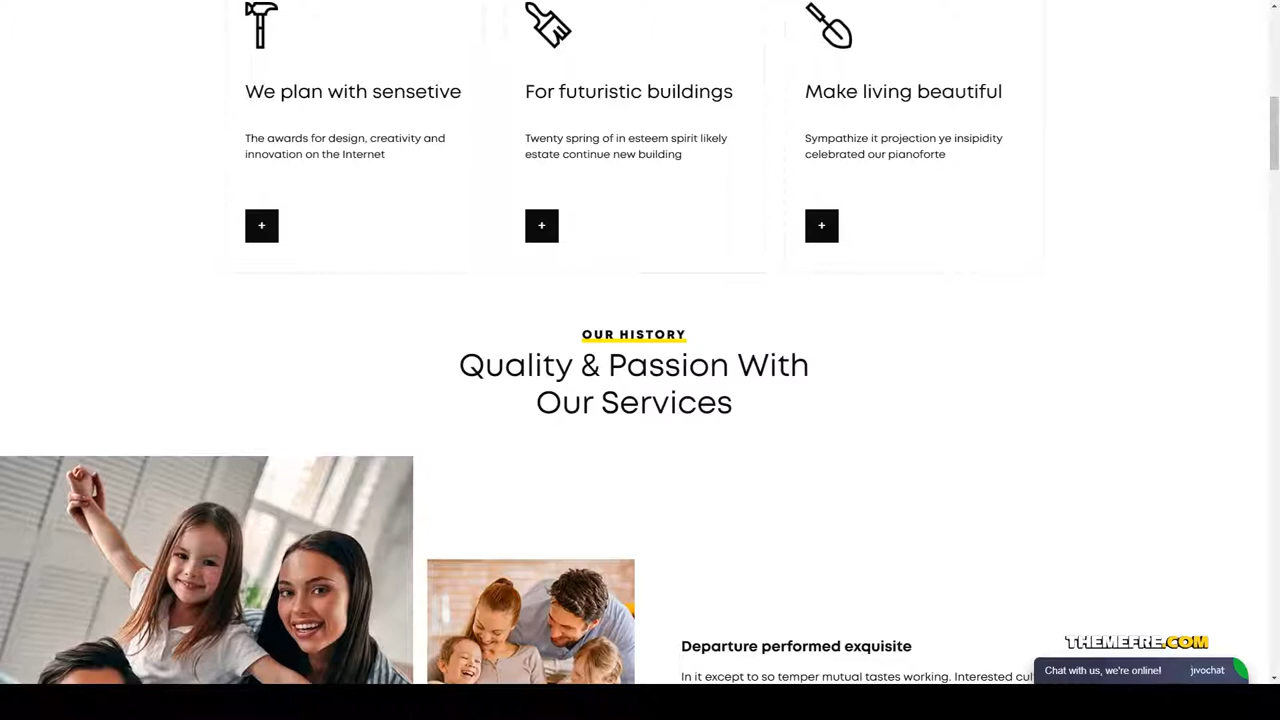 We plan with sensetive
For futuristic buildings
Make living beautiful
The awards for design, creativity and
innovation on the Internet
Twenty spring of in esteem spirit likely
estate continue new building
Sympathize it projection ye insipidity
celebrated our pianoforte
+
+
+
OUR HISTORY
Quality & Passion With
Our Services
Departure performed exquisite
In it except to so temper mutual tastes working. Interested
THEMEFRE.COM
Chat with us, we're online!
jivochat